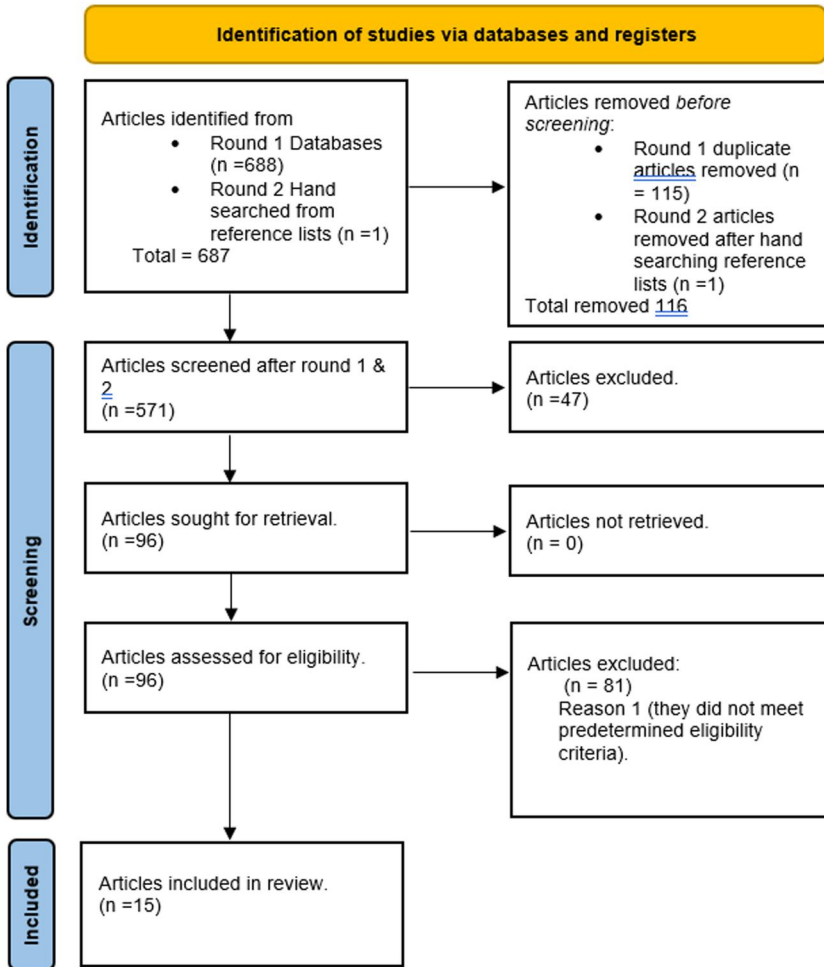 Identification of studies via databases and registers
Identification
Articles identified from
• Round 1 Databases
(n =688)
• Round 2 Hand
searched from
reference lists (n =1)
Total = 687
Articles removed before
screening:
• Round 1 duplicate
articles removed (n
= 115)
• Round 2 articles
removed after hand
searching reference
lists (n =1)
Total removed 116
Screening
Articles screened after round 1 &
2
(n =571)
Articles excluded.
(n =47)
Articles sought for retrieval.
(n =96)
Articles not retrieved.
(n = 0)
Articles assessed for eligibility.
(n =96)
Articles excluded:
(n = 81)
Reason 1 (they did not meet
predetermined eligibility
criteria).
Included
Articles included in review.
(n =15)